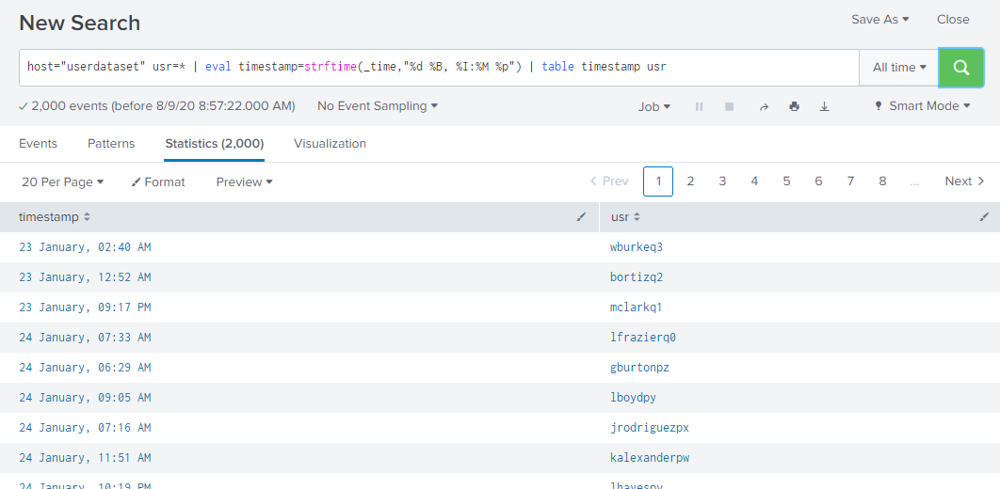 New Search
Save As Close
host="userdataset" usr=* | eval timestamp=strftime(_time,"%d %B, %I:%M %p") | table timestamp usr
All time
2,000 events (before 8/9/20 8:57:22.000 AM) No Event Sampling Job Smart Mode
Events Patterns Statistics (2,000) Visualization
20 Per Page Format Preview < Prev 1 2 3 4 5 6 7 8 ... Next >
timestamp usr
23 January, 02:40 AM wburkeq3
23 January, 12:52 AM bortizq2
23 January, 09:17 PM mclarkq1
24 January, 07:33 AM lfrazierq0
24 January, 06:29 AM gburtonpz
24 January, 09:05 AM lboydpy
24 January, 07:16 AM jrodriguezpx
24 January, 11:51 AM kalexanderpw
24 January, 10:19 PM lhayespv